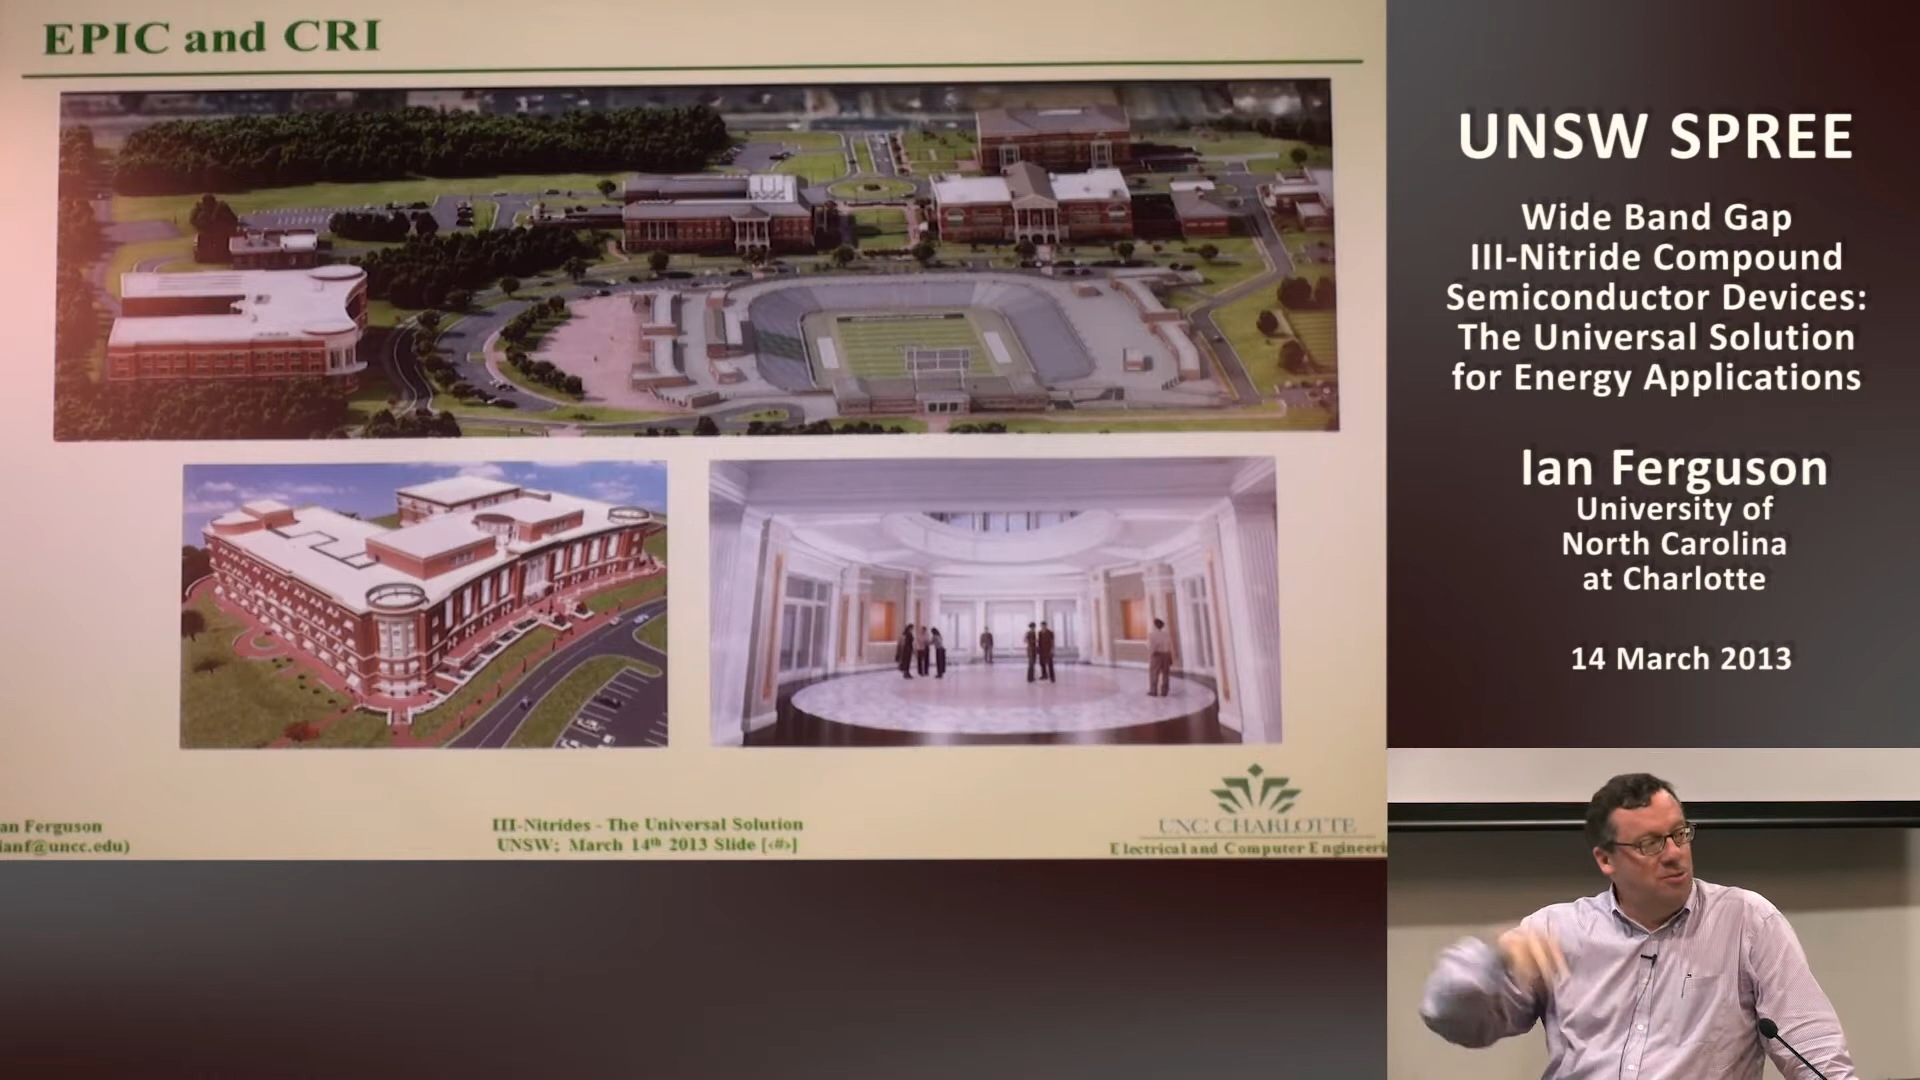 EPIC and CRI
an Ferguson
ianf@uncc.edu)
III-Nitrides - The Universal Solution
UNSW; March 14th 2013 Slide [‹#›]
UNC CHARLOTTE
Electrical and Computer Engineeri
UNSW SPREE
Wide Band Gap
III-Nitride Compound
Semiconductor Devices:
The Universal Solution
for Energy Applications
Ian Ferguson
University of
North Carolina
at Charlotte
14 March 2013